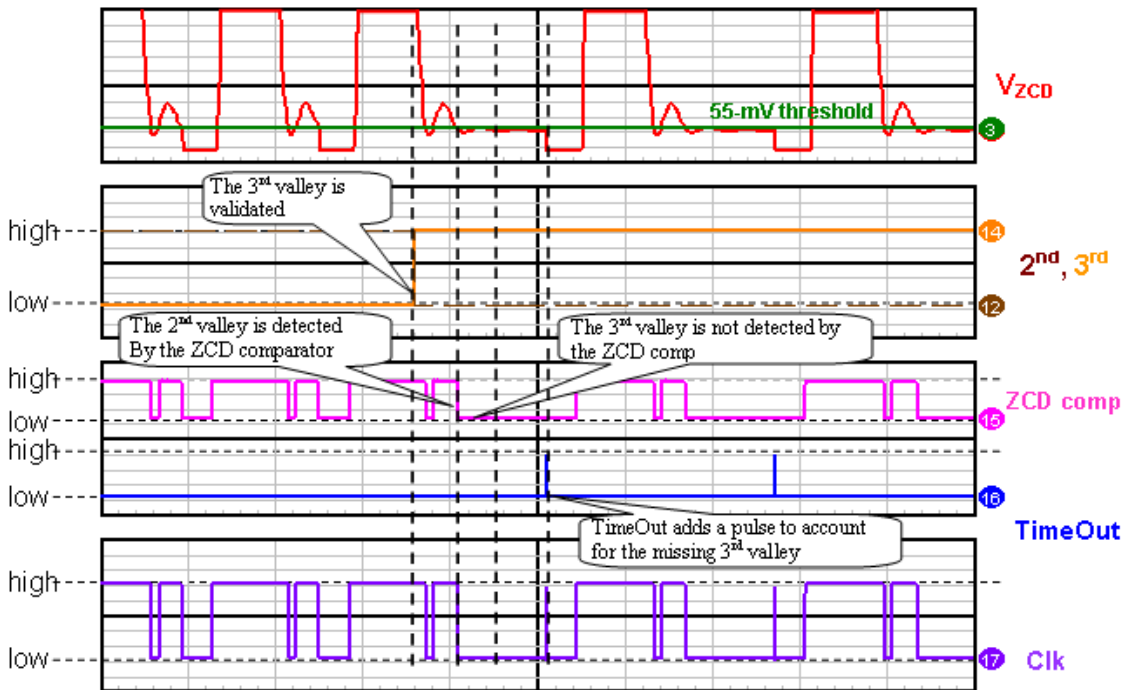 VZCD
55-mV threshold
3
The 3rd valley is
validated
high
14
2nd, 3rd
low
12
The 2nd valley is detected
By the ZCD comparator
The 3rd valley is not detected by
the ZCD comp
high
ZCD comp
low
15
high
low
16
TimeOut adds a pulse to account
for the missing 3rd valley
TimeOut
high
low
17
Clk